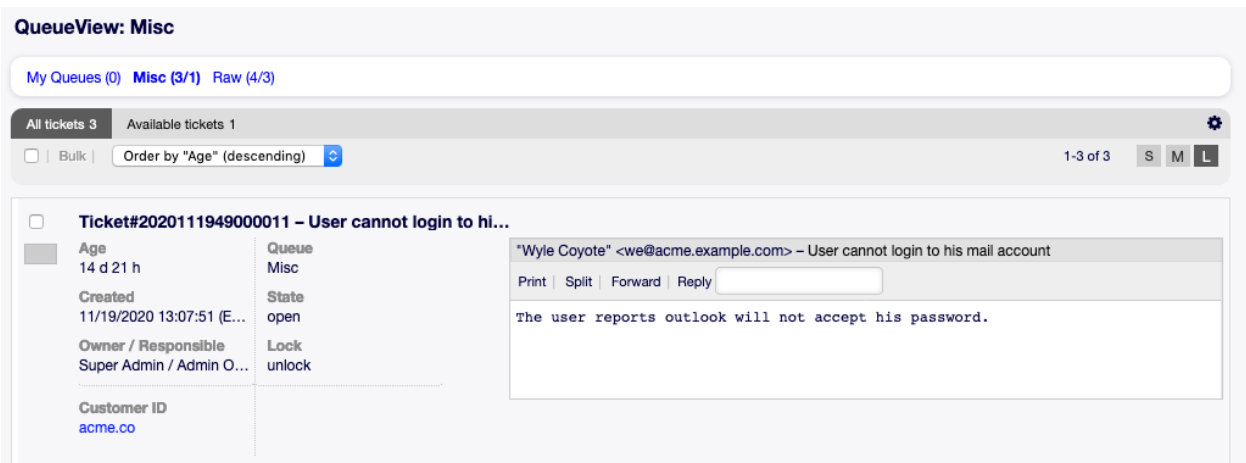 QueueView: Misc
My Queues (0) Misc (3/1) Raw (4/3)
All tickets 3 Available tickets 1
| Bulk | Order by "Age" (descending) 1-3 of 3 S M L
Ticket#2020111949000011 – User cannot login to hi…
Age
14 d 21 h
Queue
Misc
Created
11/19/2020 13:07:51 (E…
State
open
Owner / Responsible
Super Admin / Admin O…
Lock
unlock
Customer ID
acme.co
"Wyle Coyote" <we@acme.example.com> – User cannot login to his mail account
Print | Split | Forward | Reply
The user reports outlook will not accept his password.